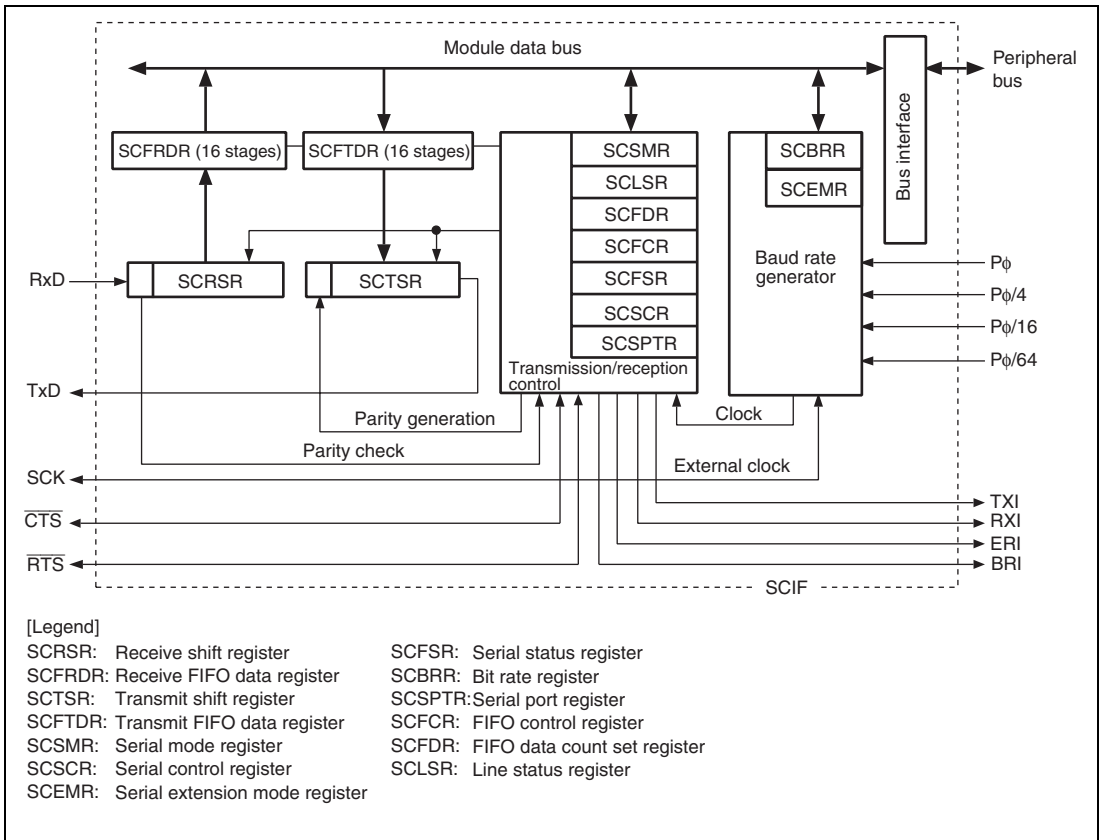 Module data bus
Peripheral
bus
Bus interface
SCFRDR (16 stages)
SCFTDR (16 stages)
SCSMR
SCLSR
SCFDR
SCFCR
SCFSR
SCSCR
SCSPTR
Transmission/reception
control
SCBRR
SCEMR
Baud rate
generator
RxD
SCRSR
SCTSR
Pϕ
Pϕ/4
Pϕ/16
Pϕ/64
TxD
Parity generation
Clock
Parity check
SCK
External clock
CTS
RTS
TXI
RXI
ERI
BRI
SCIF
[Legend]
SCRSR: Receive shift register
SCFRDR: Receive FIFO data register
SCTSR: Transmit shift register
SCFTDR: Transmit FIFO data register
SCSMR: Serial mode register
SCSCR: Serial control register
SCEMR: Serial extension mode register
SCFSR: Serial status register
SCBRR: Bit rate register
SCSPTR: Serial port register
SCFCR: FIFO control register
SCFDR: FIFO data count set register
SCLSR: Line status register